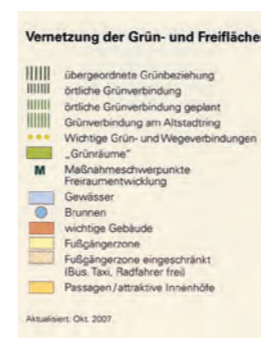 Vernetzung der Grün- und Freifläche
übergeordnete Grünbeziehung
örtliche Grünverbindung
örtliche Grünverbindung geplant
Grünverbindung am Altstadtring
Wichtige Grün- und Wegeverbindungen
„Grünräume"
M Maßnahmeschwerpunkte
Freiraumentwicklung
Gewässer
Brunnen
wichtige Gebäude
Fußgängerzone
Fußgängerzone eingeschränkt
(Bus, Taxi, Radfahrer frei)
Passagen/attraktive Innenhöfe
Aktualisiert: Okt. 2007